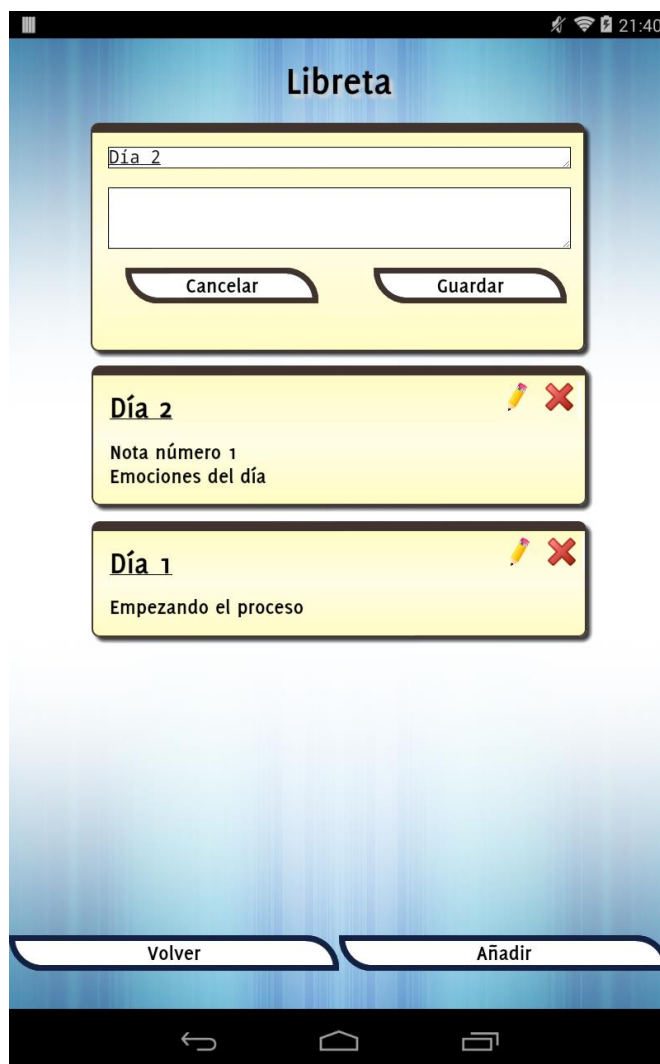 21:40
Libreta
Día 2
Cancelar Guardar
Día 2
Nota número 1
Emociones del día
Día 1
Empezando el proceso
Volver Añadir